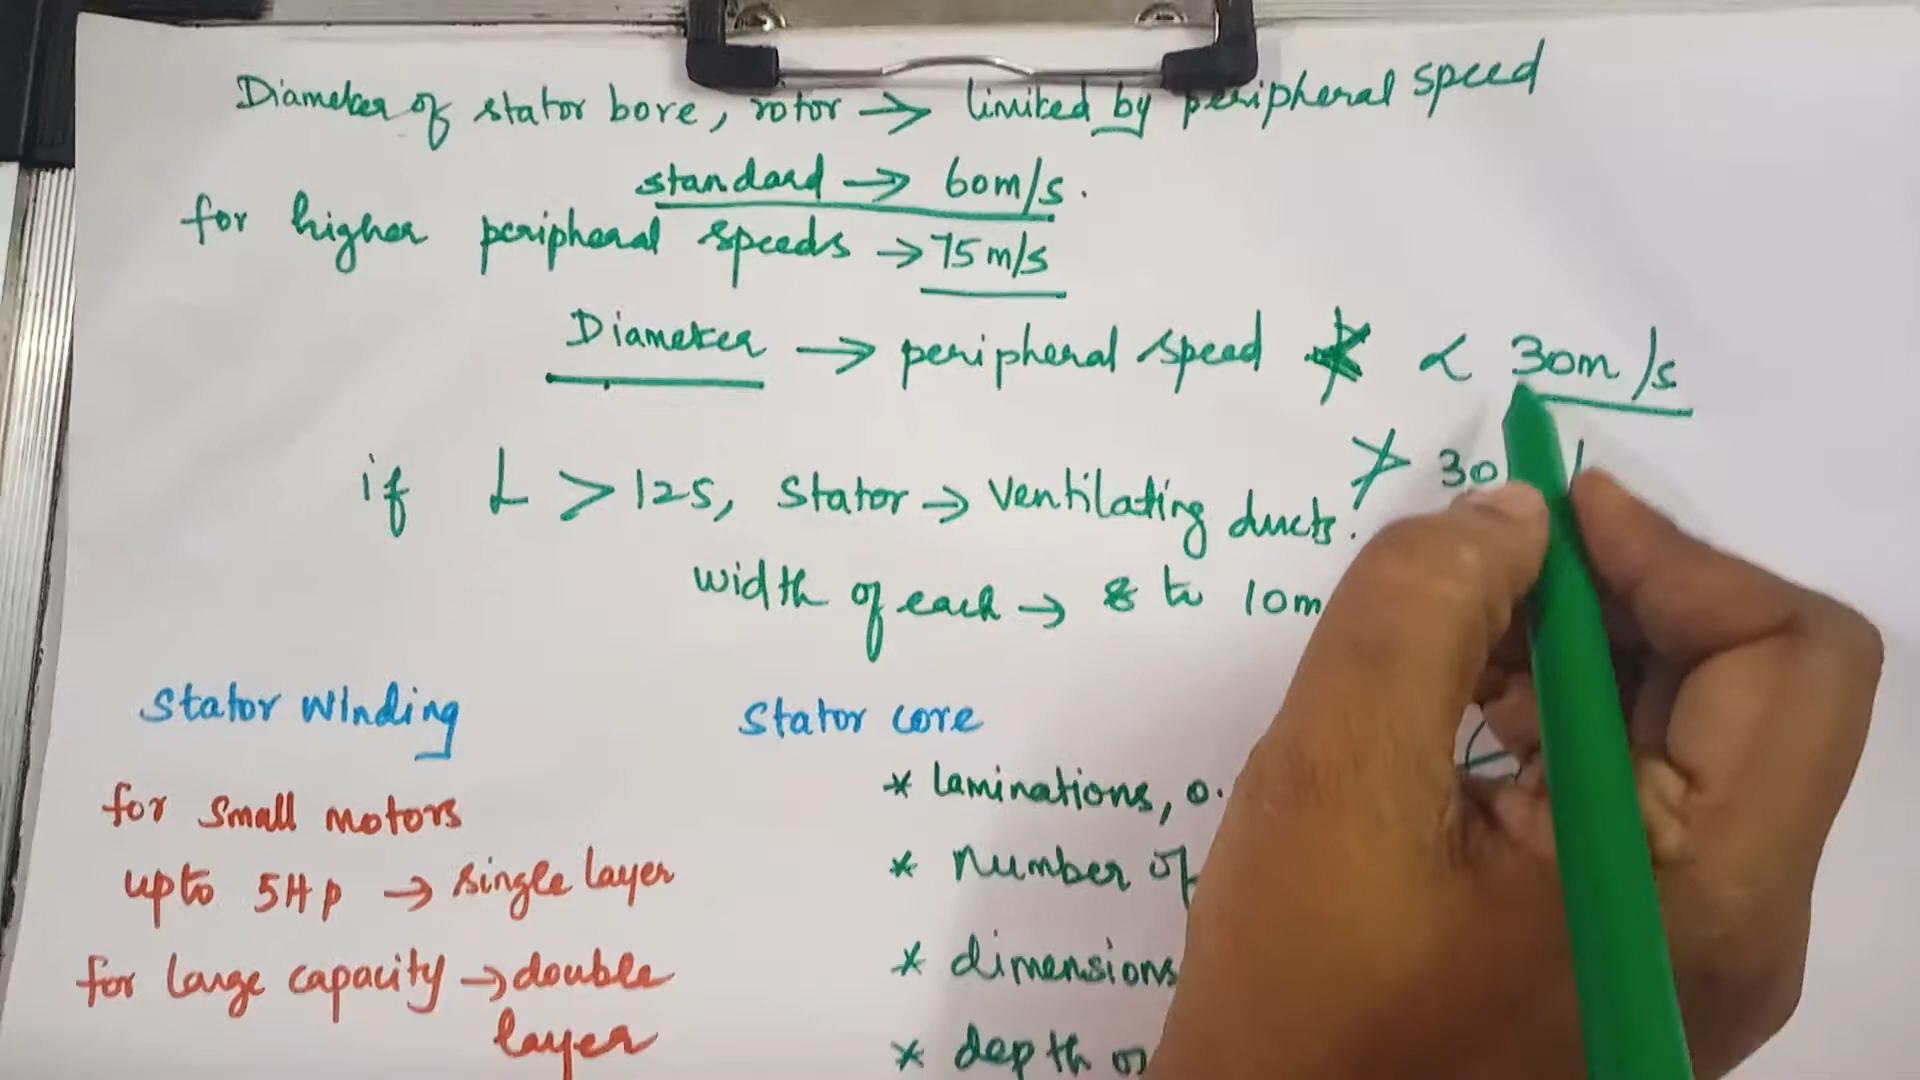 Diameter of stator bore, rotor → limited by peripheral speed
standard → 60m/s.
for higher peripheral speeds → 75m/s
Diameter → peripheral speed < 30m/s
≯ 30
if L > 125, stator → ventilating ducts.
width of each → 8 to 10m
Stator Winding
for small motors
upto 5Hp → single layer
for large capacity → double
layer
Stator core
* laminations, 0.
* Number of
* dimensions
* depth